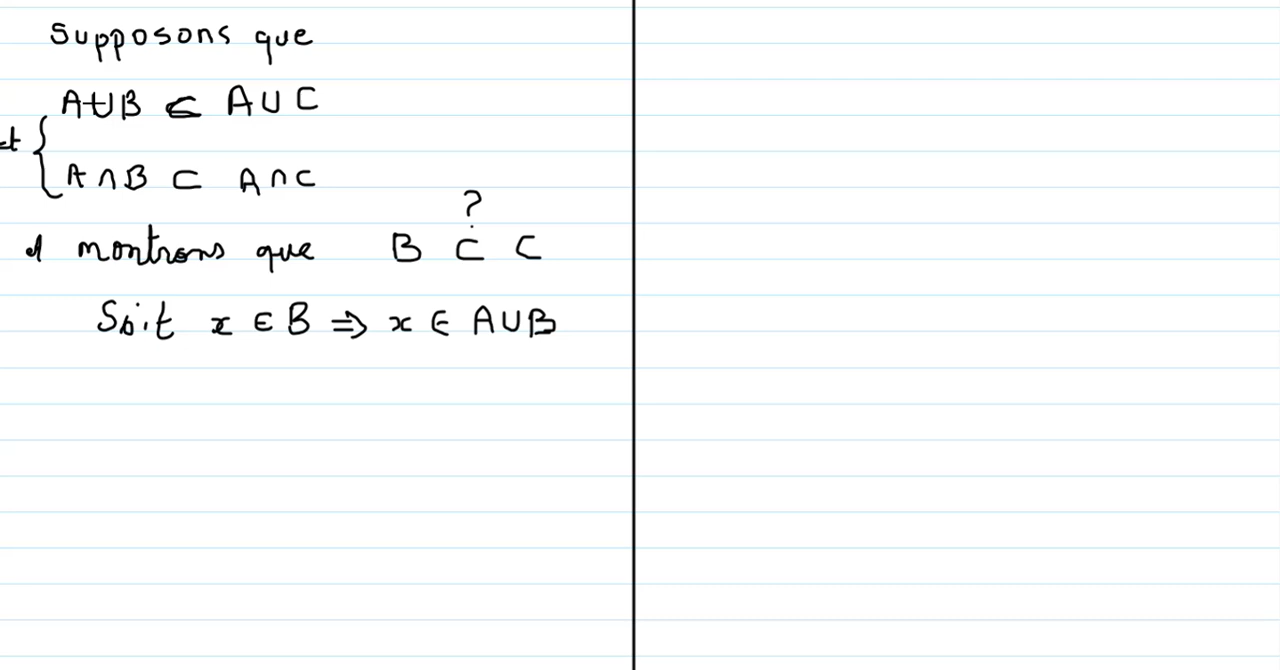 Supposons que
A∪B ⊂ A ∪ C
et {
A ∩ B ⊂ A ∩ C
et montrons que B ⊂ C
?
Soit x ∈ B ⇒ x ∈ A ∪ B